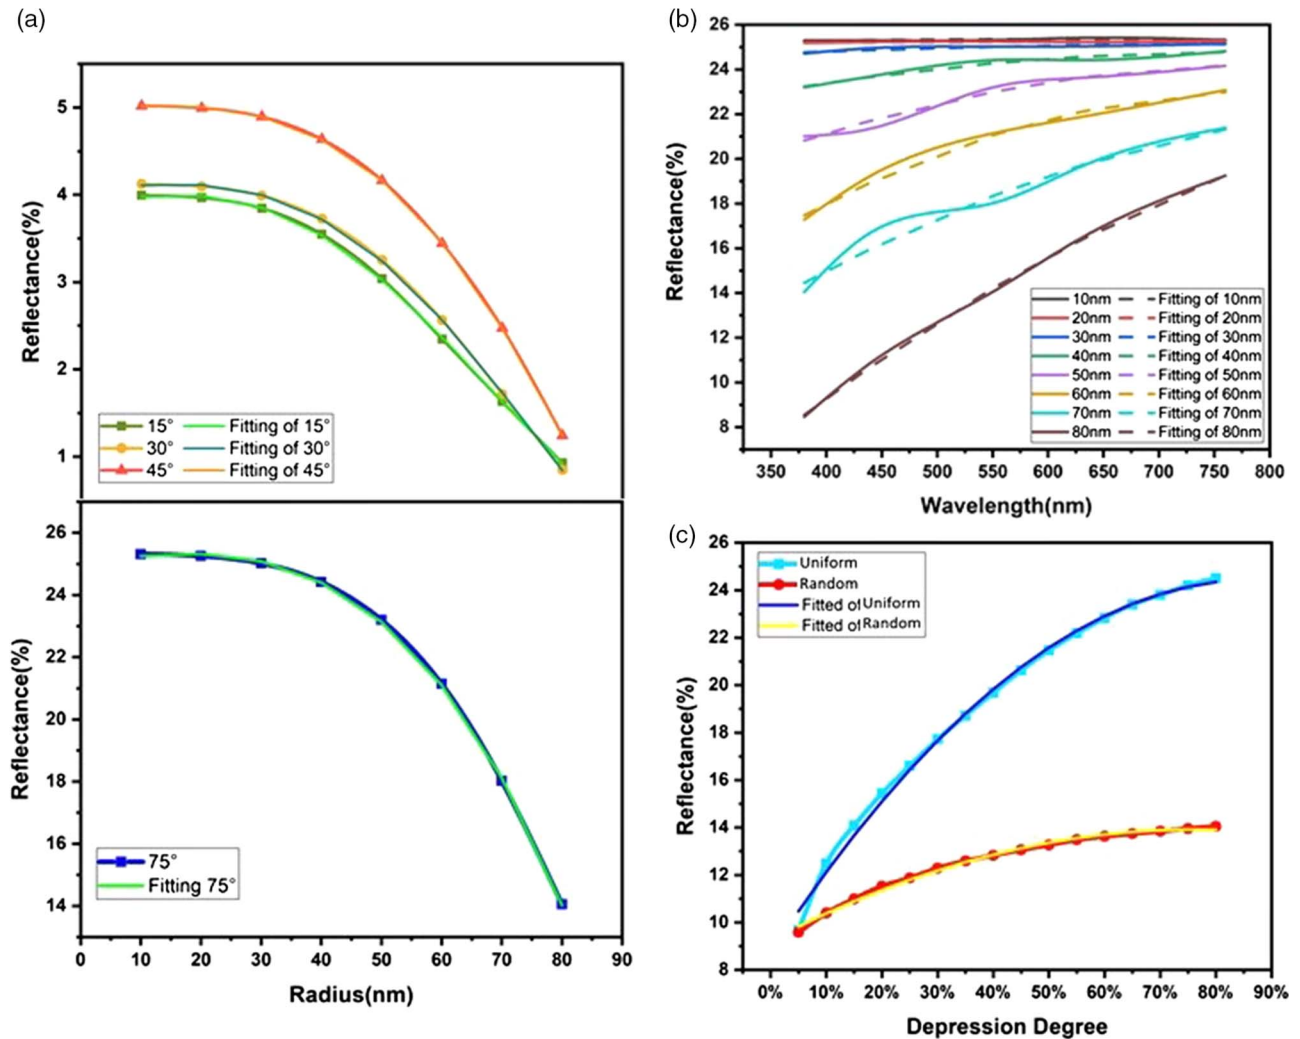 (a)
5
4
3
2
1
Reflectance(%)
15° Fitting of 15°
30° Fitting of 30°
45° Fitting of 45°
26
24
22
20
18
16
14
Reflectance(%)
75°
Fitting 75°
0 10 20 30 40 50 60 70 80 90
Radius(nm)
(b)
26
24
22
20
18
16
14
12
10
8
Reflectance(%)
10nm Fitting of 10nm
20nm Fitting of 20nm
30nm Fitting of 30nm
40nm Fitting of 40nm
50nm Fitting of 50nm
60nm Fitting of 60nm
70nm Fitting of 70nm
80nm Fitting of 80nm
350 400 450 500 550 600 650 700 750 800
Wavelength(nm)
(c)
26
24
22
20
18
16
14
12
10
8
Reflectance(%)
Uniform
Random
Fitted of Uniform
Fitted of Random
0% 10% 20% 30% 40% 50% 60% 70% 80% 90%
Depression Degree